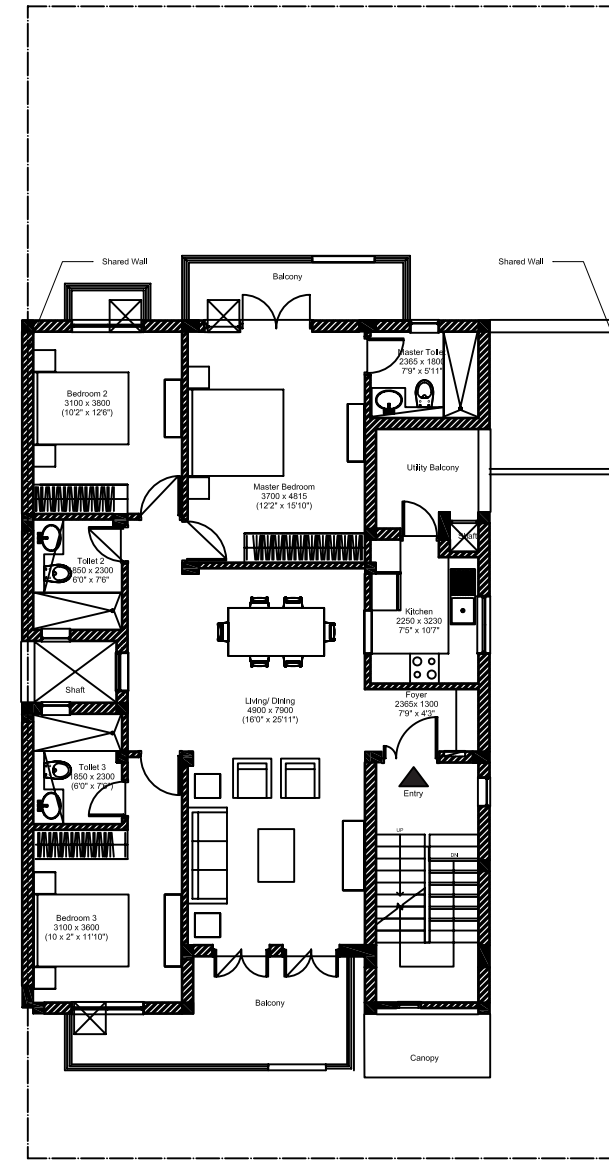 Shared Wall
Shared Wall
Balcony
Master Toilet
2365 x 1800
7'9" x 5'11"
Bedroom 2
3100 x 3800
(10'2" x 12'6")
Utility Balcony
Master Bedroom
3700 x 4815
(12'2" x 15'10")
Shaft
Toilet 2
1850 x 2300
6'0" x 7'6"
Kitchen
2250 x 3230
7'5" x 10'7"
Shaft
Foyer
2365x 1300
7'9" x 4'3"
Living/ Dining
4900 x 7900
(16'0" x 25'11")
Toilet 3
1850 x 2300
(6'0" x 7'6")
Entry
UP
DN
Bedroom 3
3100 x 3600
(10 x 2" x 11'10")
Balcony
Canopy